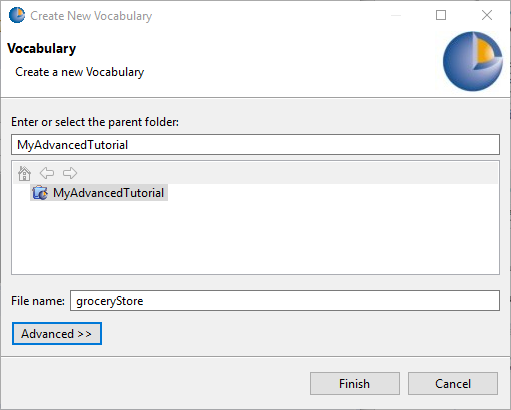 Create New Vocabulary
Vocabulary
Create a new Vocabulary
Enter or select the parent folder:
MyAdvancedTutorial
MyAdvancedTutorial
File name: groceryStore
Advanced >>
Finish Cancel